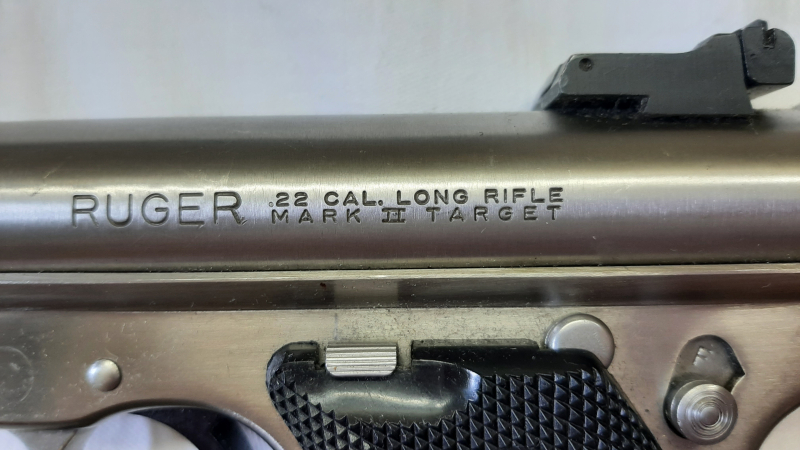 RUGER
.22 CAL. LONG RIFLE
MARK II TARGET
F